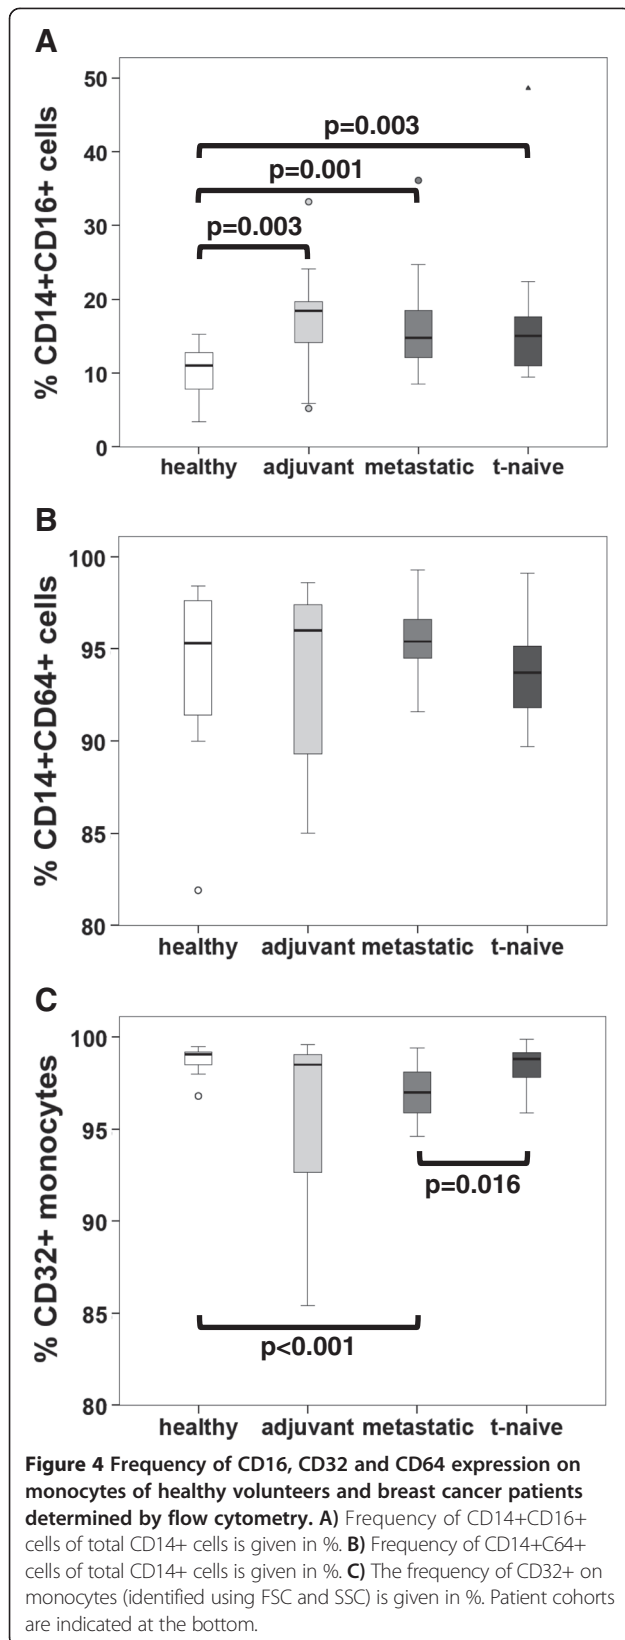 A
% CD14+CD16+ cells
50
40
30
20
10
0
p=0.003
p=0.001
p=0.003
healthy adjuvant metastatic t-naive
B
% CD14+CD64+ cells
100
95
90
85
80
healthy adjuvant metastatic t-naive
C
% CD32+ monocytes
100
95
90
85
80
p=0.016
p<0.001
healthy adjuvant metastatic t-naive
Figure 4 Frequency of CD16, CD32 and CD64 expression on
monocytes of healthy volunteers and breast cancer patients
determined by flow cytometry. A) Frequency of CD14+CD16+
cells of total CD14+ cells is given in %. B) Frequency of CD14+C64+
cells of total CD14+ cells is given in %. C) The frequency of CD32+ on
monocytes (identified using FSC and SSC) is given in %. Patient cohorts
are indicated at the bottom.